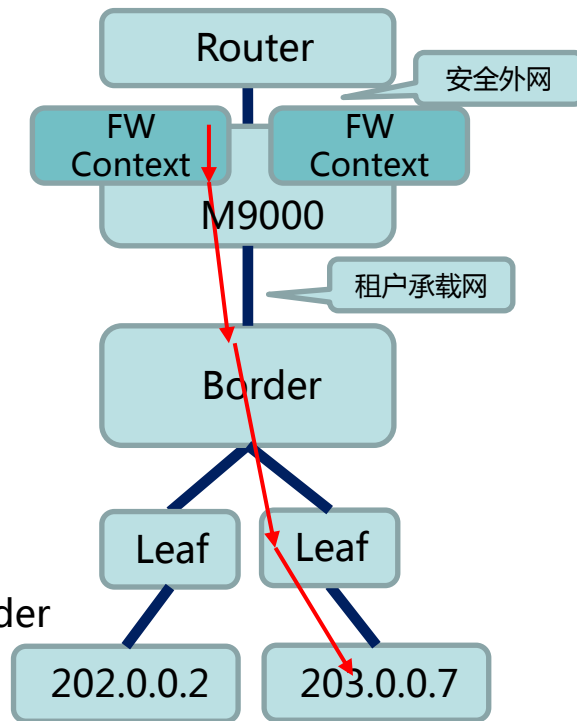 Router
安全外网
FW
Context
FW
Context
M9000
租户承载网
Border
Leaf
Leaf
der
202.0.0.2
203.0.0.7